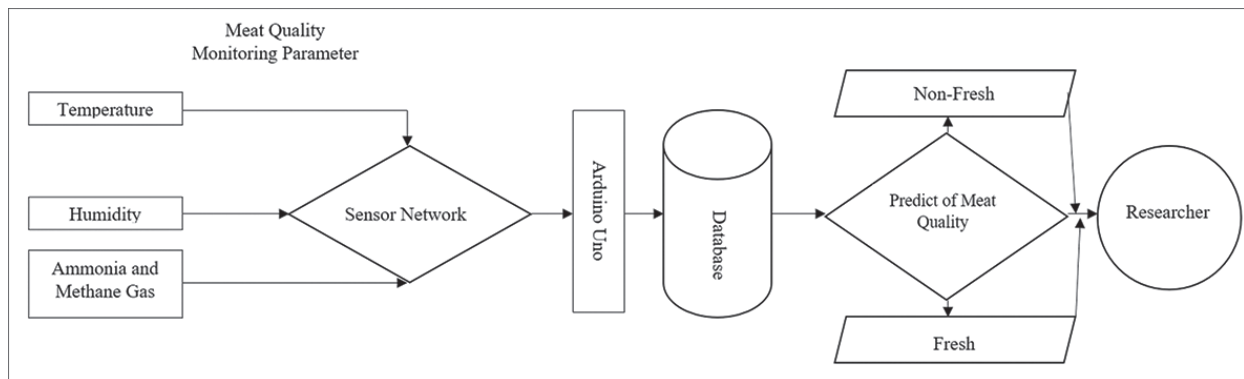 Meat Quality
Monitoring Parameter
Temperature
Humidity
Ammonia and
Methane Gas
Sensor Network
Arduino Uno
Database
Non-Fresh
Predict of Meat
Quality
Fresh
Researcher